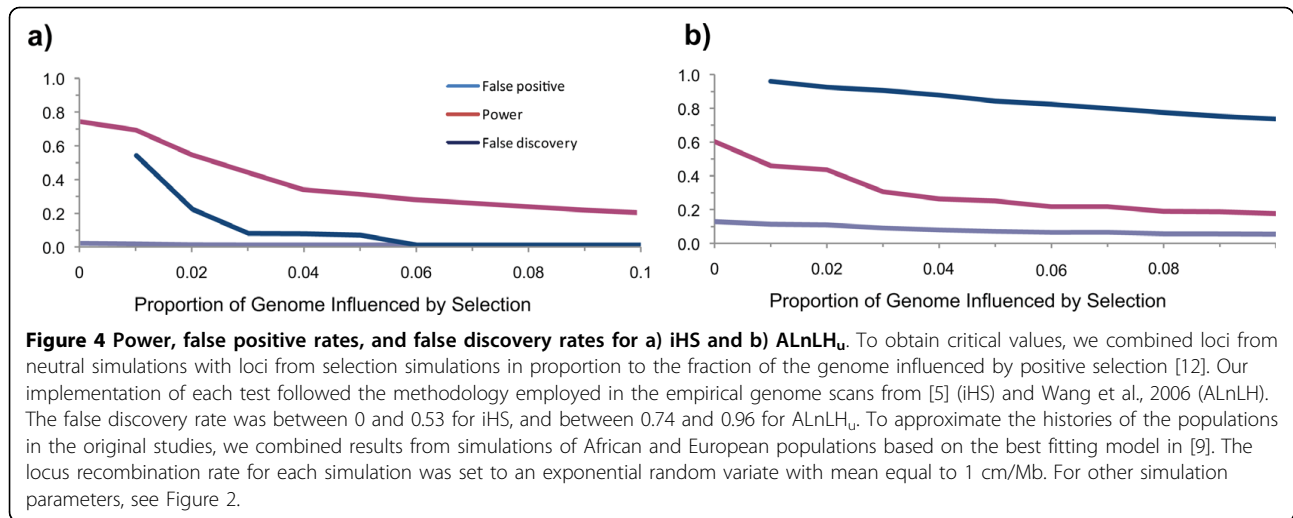 a)
1.0
0.8
0.6
0.4
0.2
0.0
0
0.02
0.04
0.06
0.08
0.1
Proportion of Genome Influenced by Selection
False positive
Power
False discovery
b)
1.0
0.8
0.6
0.4
0.2
0.0
0
0.02
0.04
0.06
0.08
Proportion of Genome Influenced by Selection
Figure 4 Power, false positive rates, and false discovery rates for a) iHS and b) ALnLHu. To obtain critical values, we combined loci from
neutral simulations with loci from selection simulations in proportion to the fraction of the genome influenced by positive selection [12]. Our
implementation of each test followed the methodology employed in the empirical genome scans from [5] (iHS) and Wang et al., 2006 (ALnLH).
The false discovery rate was between 0 and 0.53 for iHS, and between 0.74 and 0.96 for ALnLHu. To approximate the histories of the populations
in the original studies, we combined results from simulations of African and European populations based on the best fitting model in [9]. The
locus recombination rate for each simulation was set to an exponential random variate with mean equal to 1 cm/Mb. For other simulation
parameters, see Figure 2.